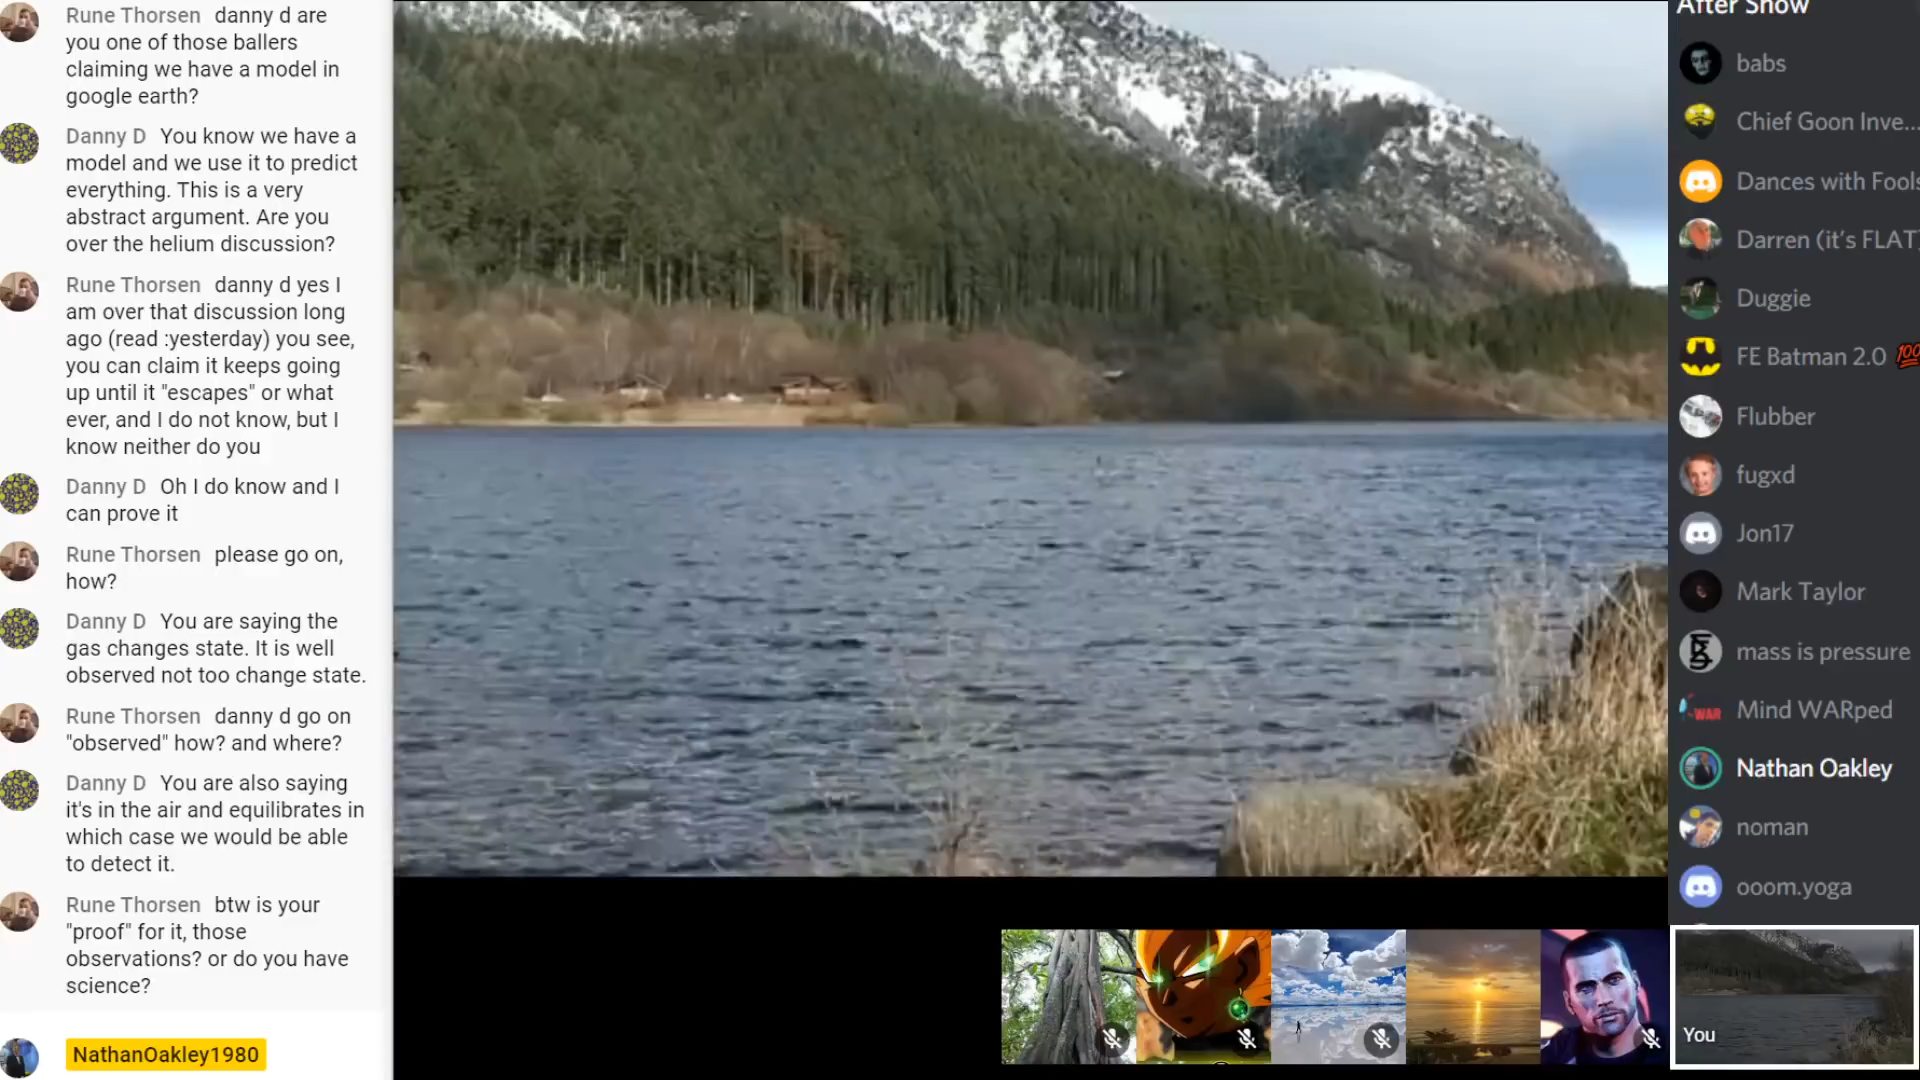 Rune Thorsen danny d are
you one of those ballers
claiming we have a model in
google earth?
Danny D You know we have a
model and we use it to predict
everything. This is a very
abstract argument. Are you
over the helium discussion?
Rune Thorsen danny d yes I
am over that discussion long
ago (read :yesterday) you see,
you can claim it keeps going
up until it "escapes" or what
ever, and I do not know, but I
know neither do you
Danny D Oh I do know and I
can prove it
Rune Thorsen please go on,
how?
Danny D You are saying the
gas changes state. It is well
observed not too change state.
Rune Thorsen danny d go on
"observed" how? and where?
Danny D You are also saying
it's in the air and equilibrates in
which case we would be able
to detect it.
Rune Thorsen btw is your
"proof" for it, those
observations? or do you have
science?
NathanOakley1980
After Show
babs
Chief Goon Inve...
Dances with Fools
Darren (it's FLAT
Duggie
FE Batman 2.0 100
Flubber
fugxd
Jon17
Mark Taylor
mass is pressure
WAR
Mind WARped
Nathan Oakley
noman
ooom.yoga
You